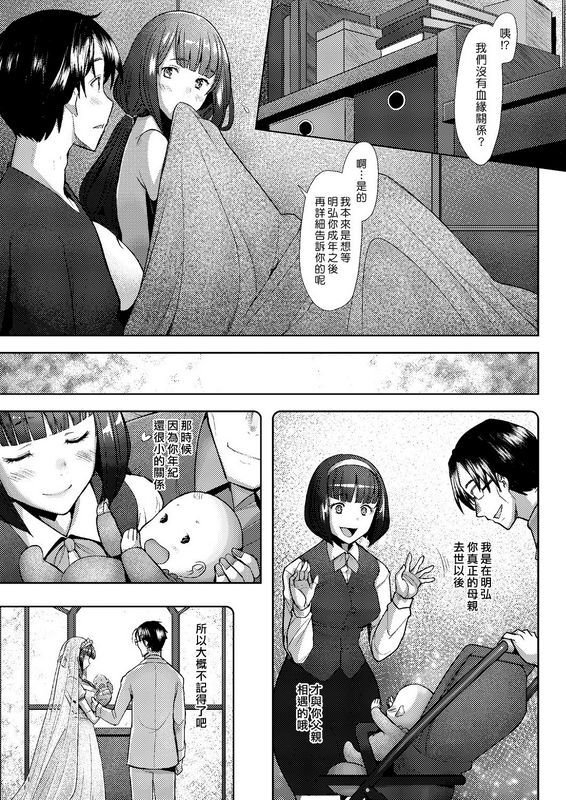 咦!?
我們沒有血緣關係？
啊…是的
我本來是想等
明弘你成年之後
再詳細告訴你的呢
我是在明弘
你真正的母親
去世以後
才與你父親
相遇的哦
那時候
因為你年紀
還很小的關係
所以大概不記得了吧